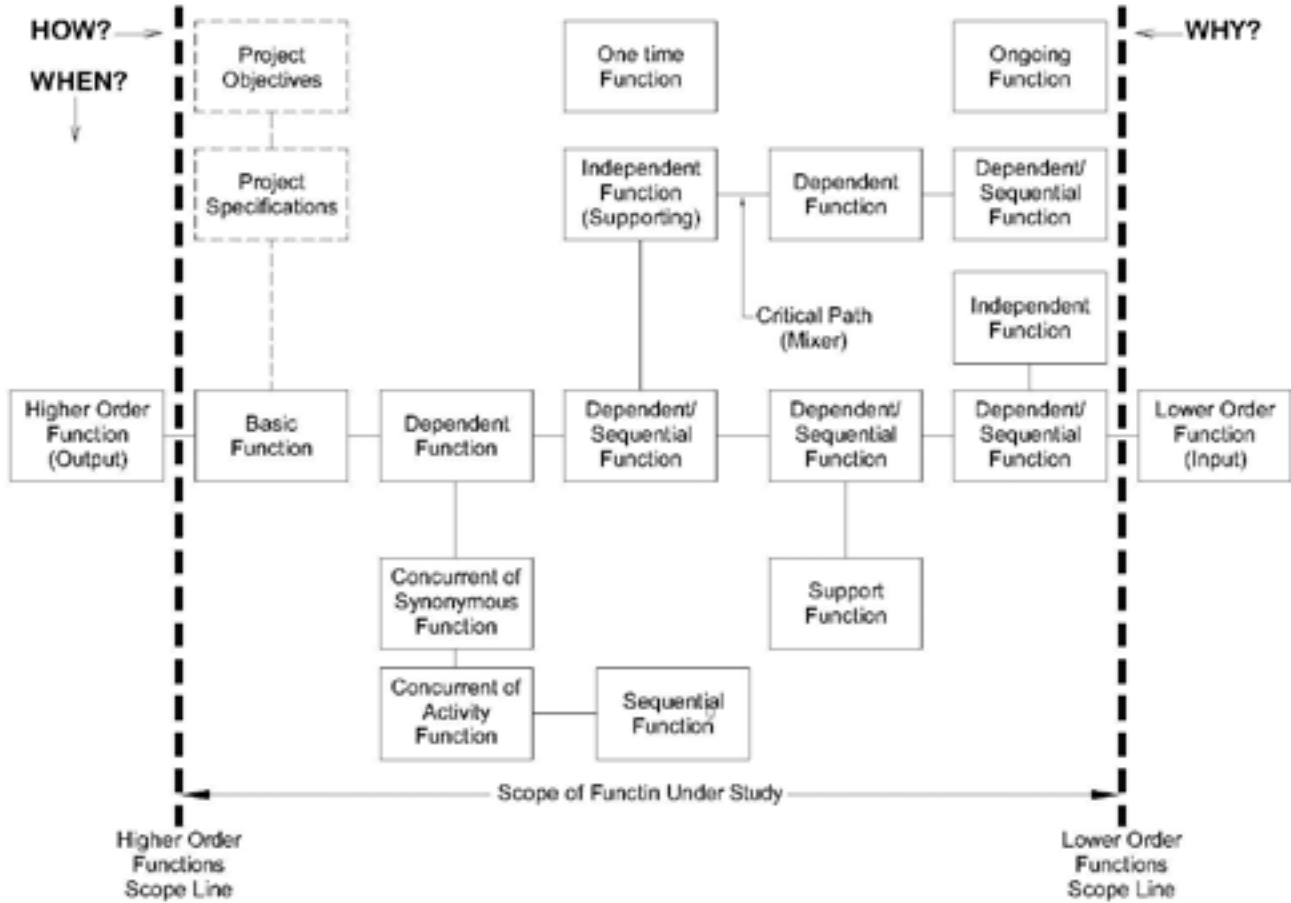 HOW?
WHEN?
WHY?
Project
Objectives
One time
Function
Ongoing
Function
Project
Specifications
Independent
Function
(Supporting)
Dependent
Function
Dependent/
Sequential
Function
Critical Path
(Mixer)
Independent
Function
Higher Order
Function
(Output)
Basic
Function
Dependent
Function
Dependent/
Sequential
Function
Dependent/
Sequential
Function
Dependent/
Sequential
Function
Lower Order
Function
(Input)
Concurrent of
Synonymous
Function
Support
Function
Concurrent of
Activity
Function
Sequential
Function
Scope of Functin Under Study
Higher Order
Functions
Scope Line
Lower Order
Functions
Scope Line